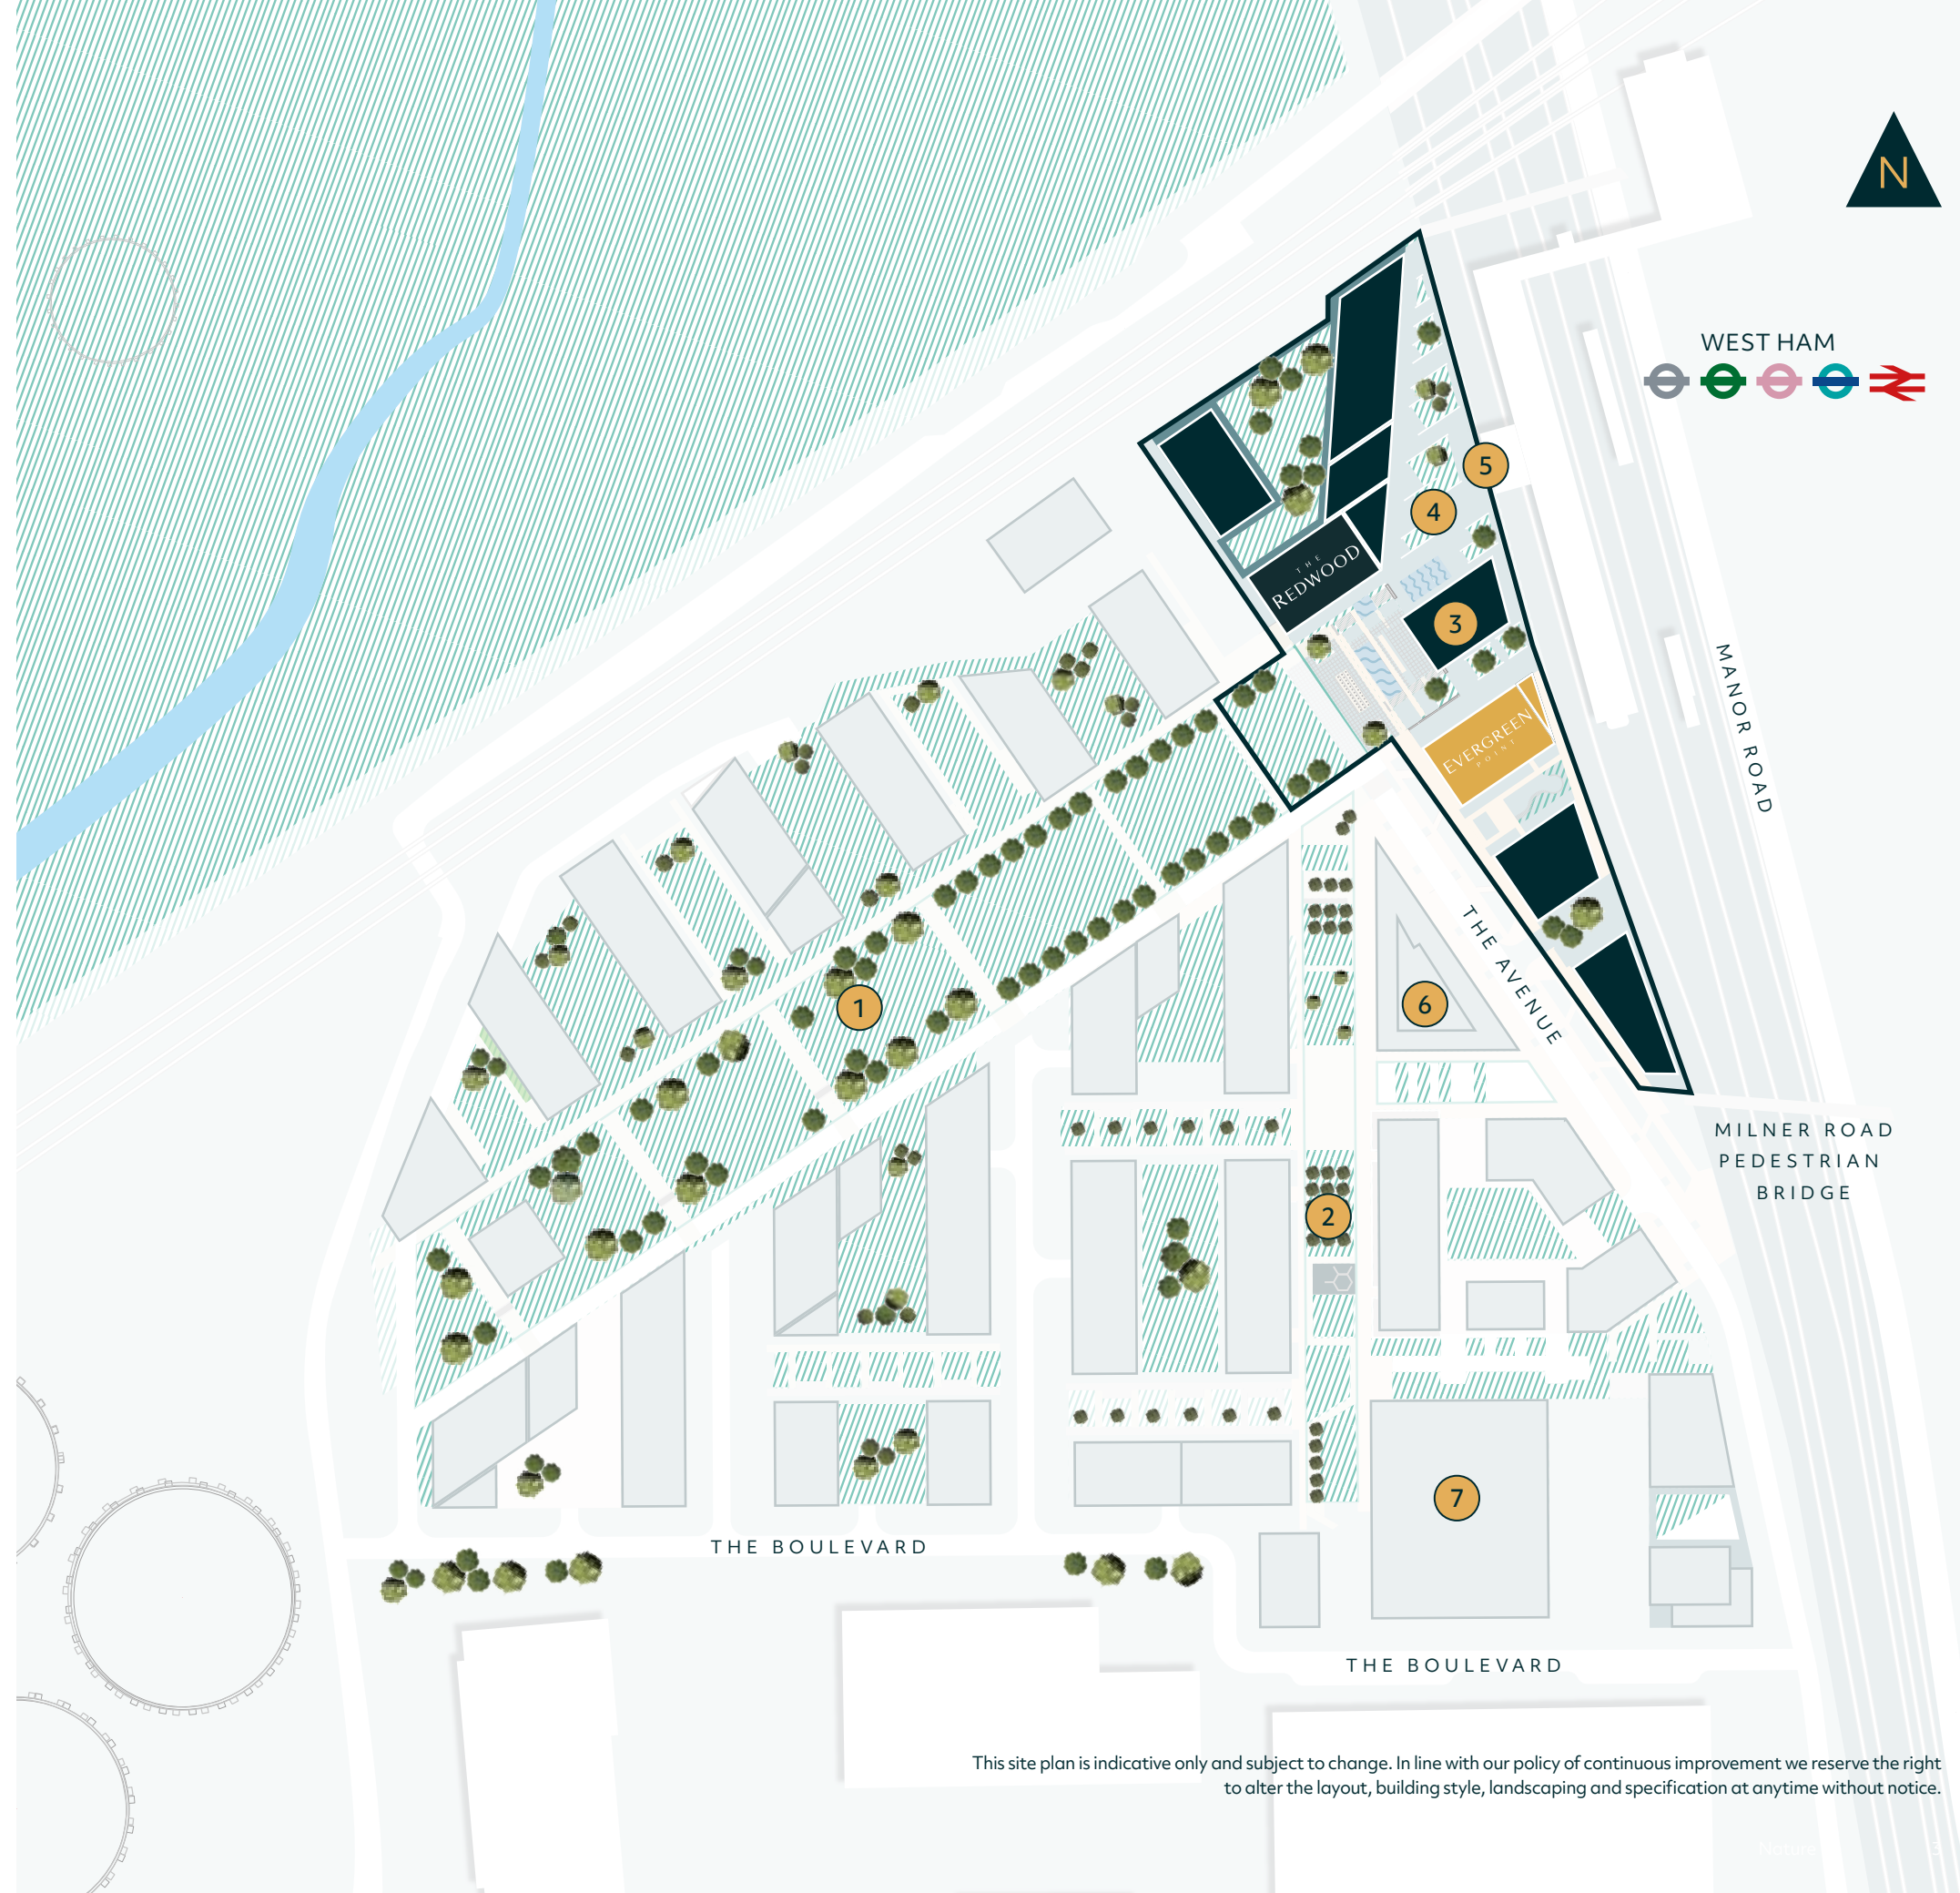 N
WEST HAM
5
4
THE
REDWOOD
3
MANOR ROAD
EVERGREEN
POINT
THE AVENUE
1
6
MILNER ROAD
PEDESTRIAN
BRIDGE
2
7
THE BOULEVARD
THE BOULEVARD
This site plan is indicative only and subject to change. In line with our policy of continuous improvement we reserve the right
to alter the layout, building style, landscaping and specification at anytime without notice.
Nature